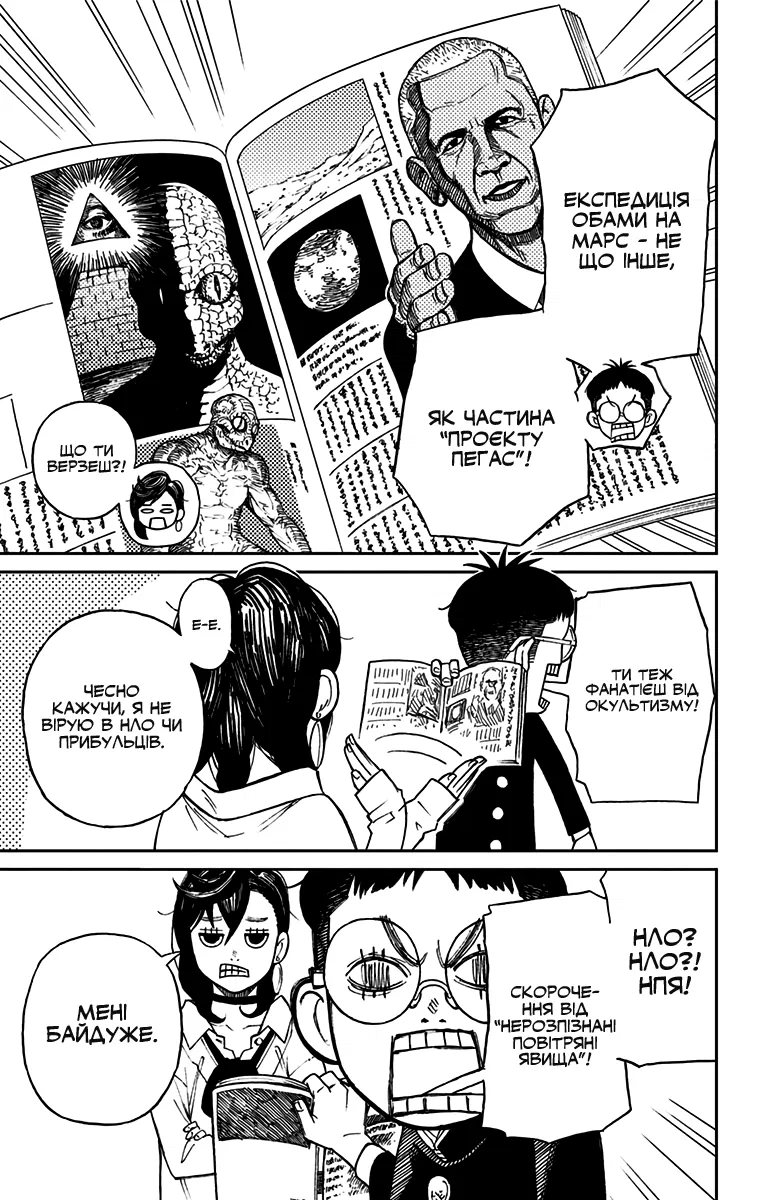 ЕКСПЕДИЦІЯ
ОБАМИ НА
МАРС - НЕ
ЩО ІНШЕ,
ЯК ЧАСТИНА
"ПРОЄКТУ
ПЕГАС"!
ЩО ТИ
ВЕРЗЕШ?!
ТИ ТЕЖ
ФАНАТІЄШ ВІД
ОКУЛЬТИЗМУ!
Е-Е.
ЧЕСНО
КАЖУЧИ, Я НЕ
ВІРУЮ В НЛО ЧИ
ПРИБУЛЬЦІВ.
НЛО?
НЛО?!
НПЯ!
СКОРОЧЕ-
ННЯ ВІД
"НЕРОЗПІЗНАНІ
ПОВІТРЯНІ
ЯВИЩА"!
МЕНІ
БАЙДУЖЕ.